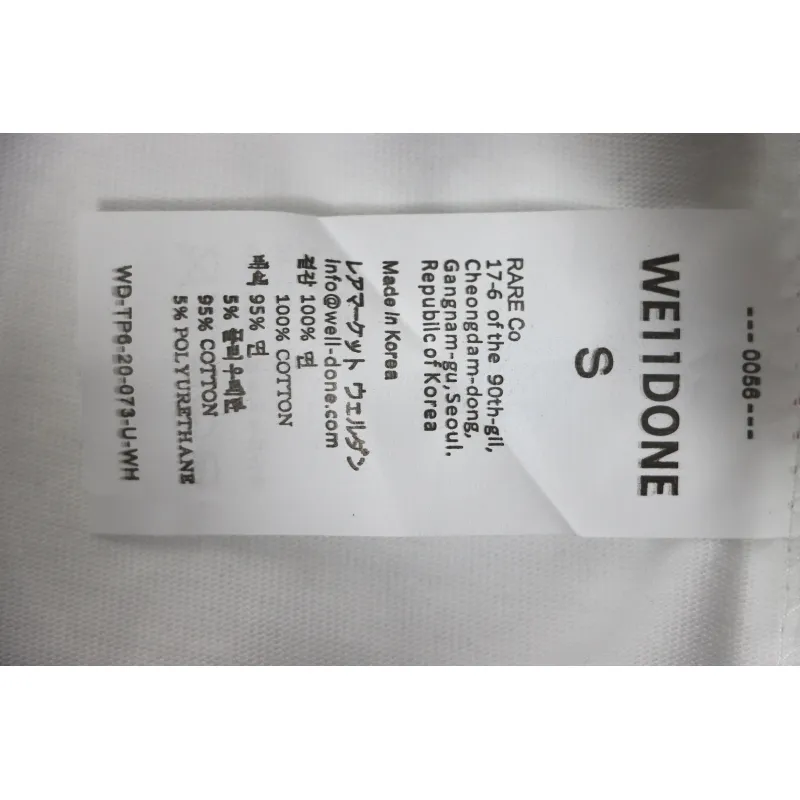 --- 0056 ---
WE11DONE
S
RARE Co
17-6 of the 90th-gil,
Cheongdam-dong,
Gangnam-gu,Seoul.
Republic of Korea
Made in Korea
レアマーケット ウェルダン
info@well-done.com
겉감 100% 면
100% COTTON
배색 95% 면
5% 폴리우레탄
95% COTTON
5% POLYURETHANE
WD-TP6-20-073-U-WH